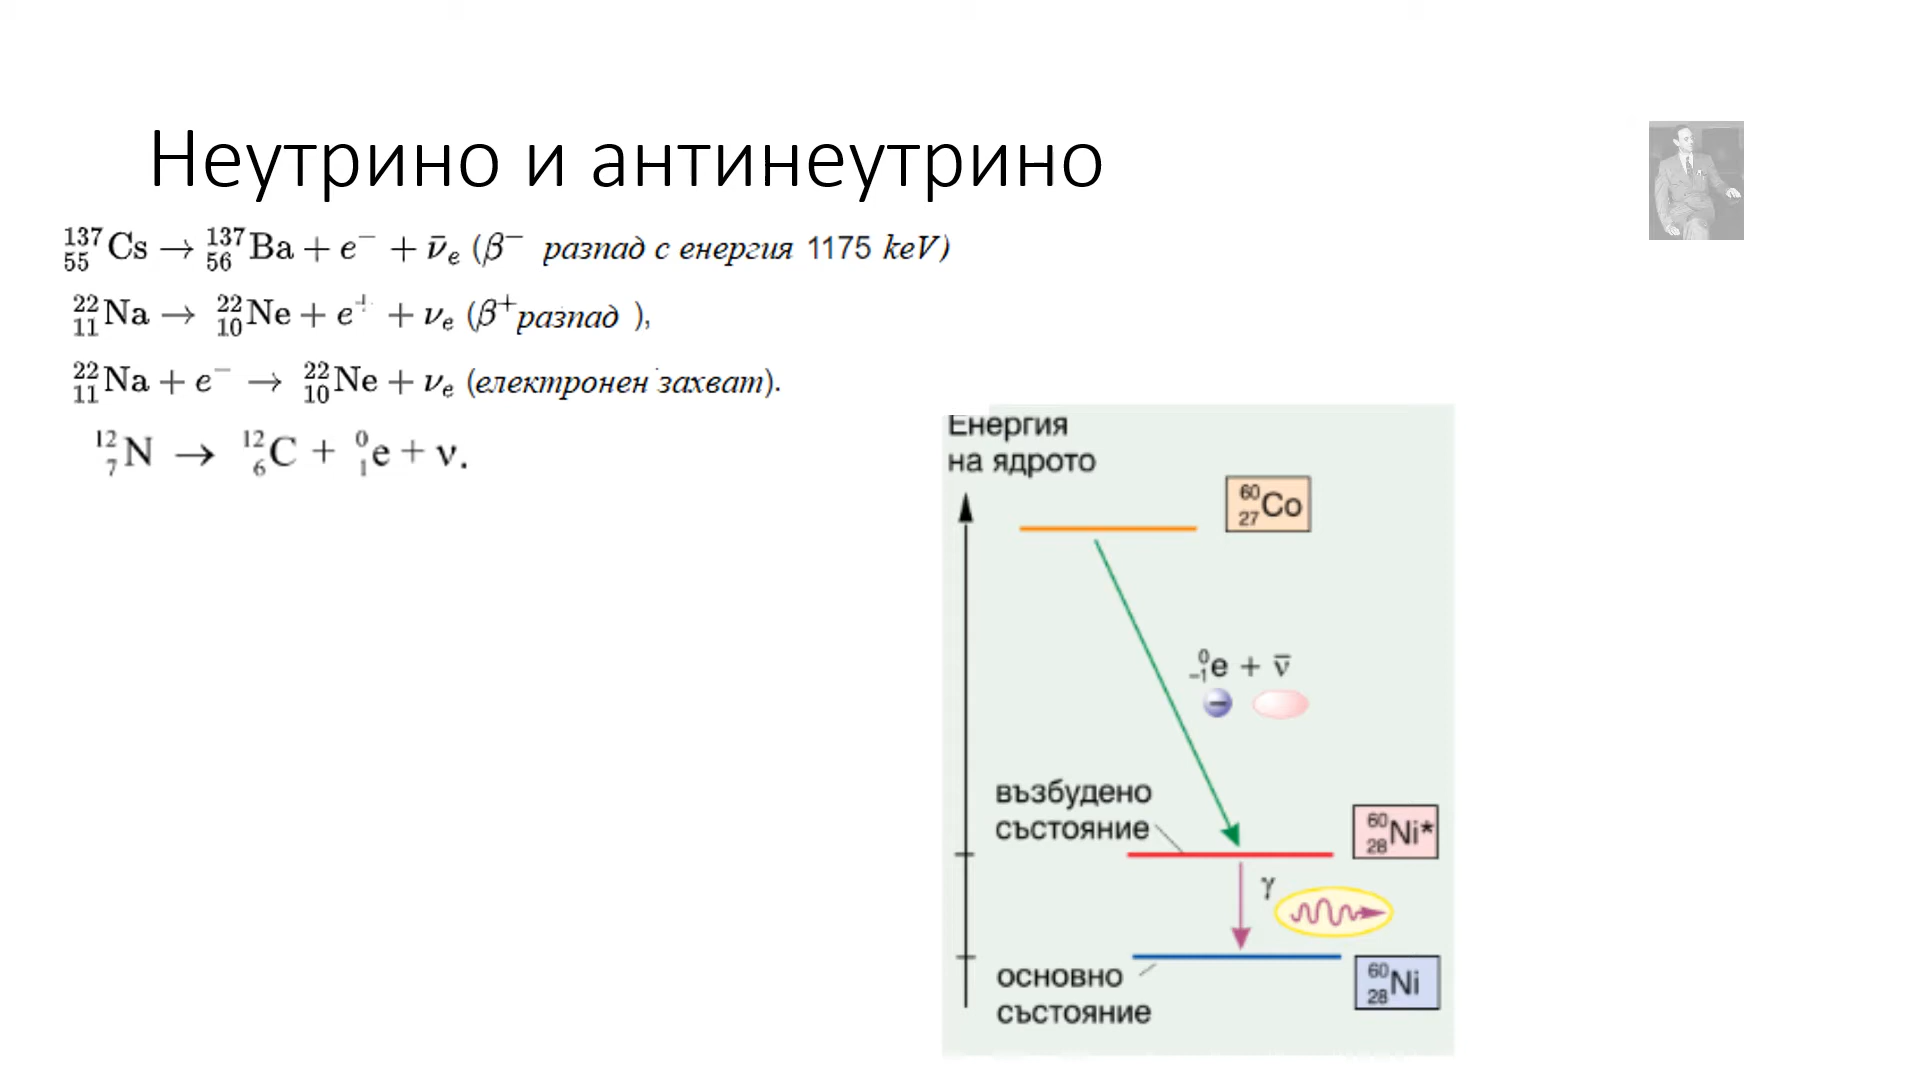 Неутрино и антинеутрино
¹³⁷₅₅Cs → ¹³⁷₅₆Ba + e⁻ + ν̄ₑ (β⁻ разпад с енергия 1175 keV)
²²₁₁Na → ²²₁₀Ne + e⁺ + νₑ (β⁺разпад ),
²²₁₁Na + e⁻ → ²²₁₀Ne + νₑ (електронен захват).
¹²₇N → ¹²₆C + ⁰₁e + ν.
Енергия
на ядрото
⁶⁰₂₇Co
⁰₋₁e + ν̄
−
възбудено
състояние
⁶⁰₂₈Ni*
γ
основно
състояние
⁶⁰₂₈Ni